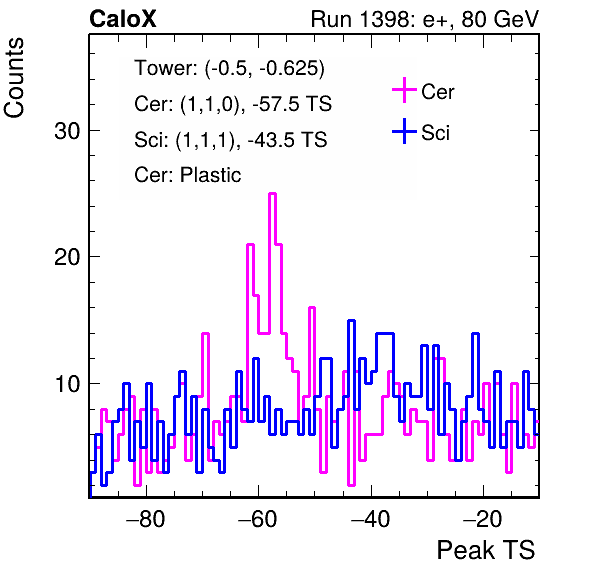 CaloX Run 1398: e+, 80 GeV
Counts
Tower: (-0.5, -0.625)
Cer: (1,1,0), -57.5 TS
Sci: (1,1,1), -43.5 TS
Cer: Plastic
Cer
Sci
30
20
10
−80 −60 −40 −20
Peak TS